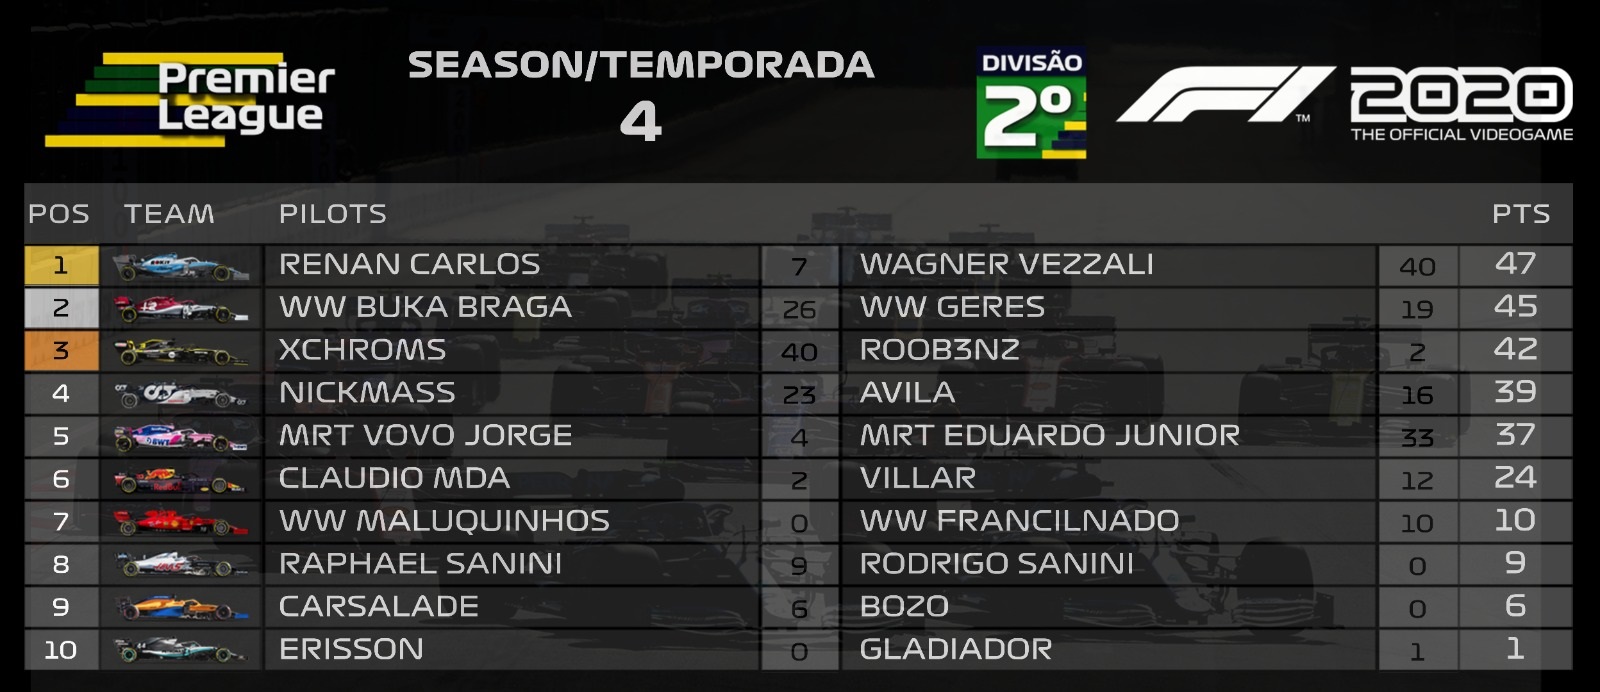 Premier
League
SEASON/TEMPORADA
4
DIVISÃO
2º
F1 2020
THE OFFICIAL VIDEOGAME
POS TEAM PILOTS PTS
1 RENAN CARLOS 7 WAGNER VEZZALI 40 47
2 WW BUKA BRAGA 26 WW GERES 19 45
3 XCHROMS 40 ROOB3NZ 2 42
4 NICKMASS 23 AVILA 16 39
5 MRT VOVO JORGE 4 MRT EDUARDO JUNIOR 33 37
6 CLAUDIO MDA 2 VILLAR 12 24
7 WW MALUQUINHOS 0 WW FRANCILNADO 10 10
8 RAPHAEL SANINI 9 RODRIGO SANINI 0 9
9 CARSALADE 6 BOZO 0 6
10 ERISSON 0 GLADIADOR 1 1